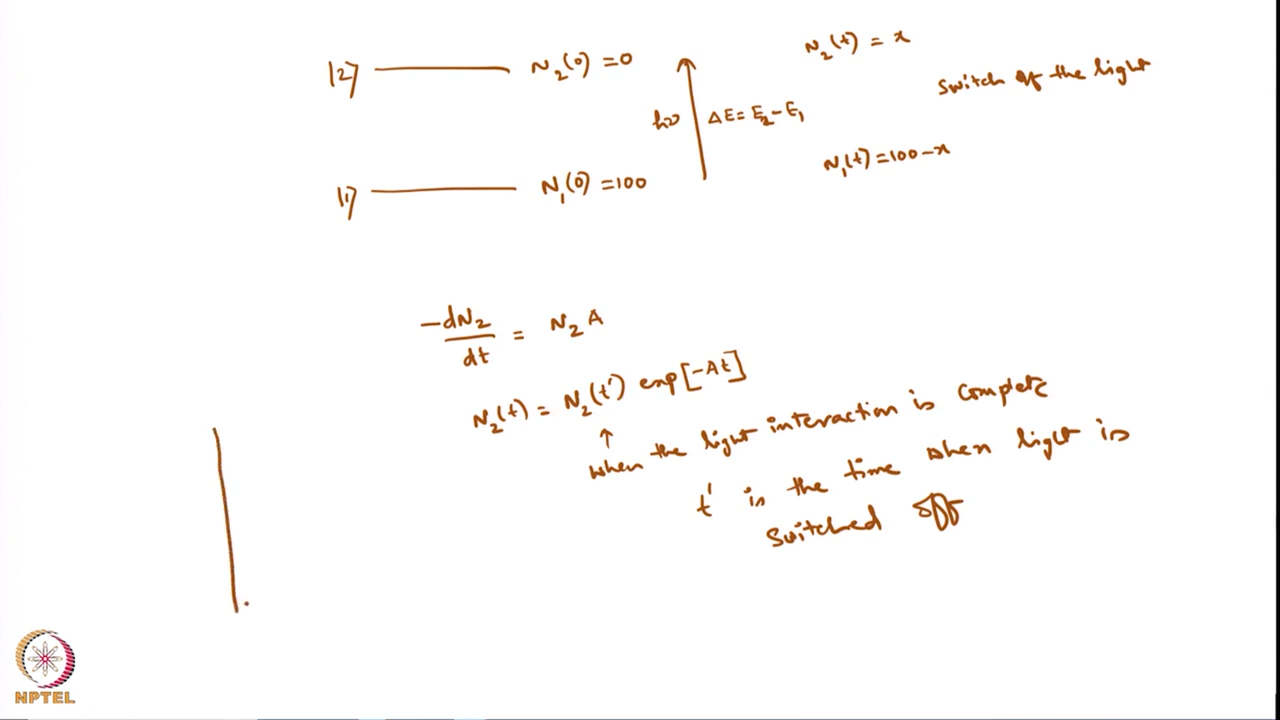 |2⟩ N₂(0) = 0
N₂(t) = x
Switch of the light
hν ΔE = E₂ - E₁
N₁(t) = 100 - x
|1⟩ N₁(0) = 100
-dN₂/dt = N₂ A
N₂(t) = N₂(t') exp[-At]
↑
when the light interaction is complete
t' is the time when light is
switched off
NPTEL